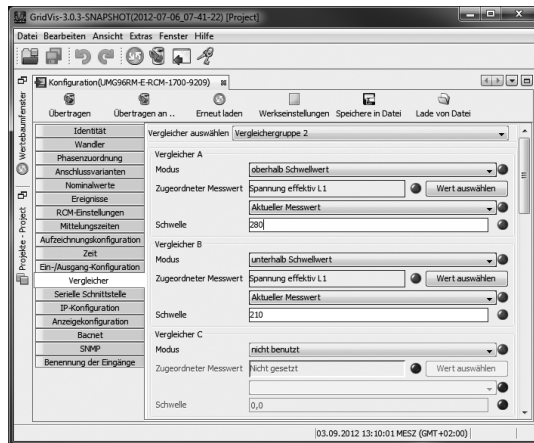 GridVis-3.0.3-SNAPSHOT(2012-07-06_07-41-22) [Project]
Datei Bearbeiten Ansicht Extras Fenster Hilfe
Konfiguration(UMG96RM-E-RCM-1700-9209)
Übertragen Übertragen an .. Erneut laden Werkseinstellungen Speichere in Datei Lade von Datei
Wertebaumfenster
Projekte - Project
Identität
Wandler
Phasenzuordnung
Anschlussvarianten
Nominalwerte
Ereignisse
RCM-Einstellungen
Mittelungszeiten
Aufzeichnungskonfiguration
Zeit
Ein-/Ausgang-Konfiguration
Vergleicher
Serielle Schnittstelle
IP-Konfiguration
Anzeigekonfiguration
Bacnet
SNMP
Benennung der Eingänge
Vergleicher auswählen Vergleichergruppe 2
Vergleicher A
Modus oberhalb Schwellwert
Zugeordneter Messwert Spannung effektiv L1 Wert auswählen
Aktueller Messwert
Schwelle 280
Vergleicher B
Modus unterhalb Schwellwert
Zugeordneter Messwert Spannung effektiv L1 Wert auswählen
Aktueller Messwert
Schwelle 210
Vergleicher C
Modus nicht benutzt
Zugeordneter Messwert Nicht gesetzt Wert auswählen
Schwelle 0,0
03.09.2012 13:10:01 MESZ (GMT+02:00)